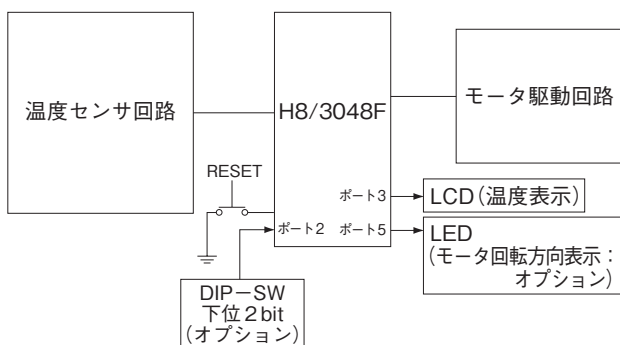 温度センサ回路
H8/3048F
モータ駆動回路
RESET
ポート3
LCD(温度表示)
ポート2
ポート5
LED
(モータ回転方向表示：
オプション)
DIP－SW
下位2bit
(オプション)